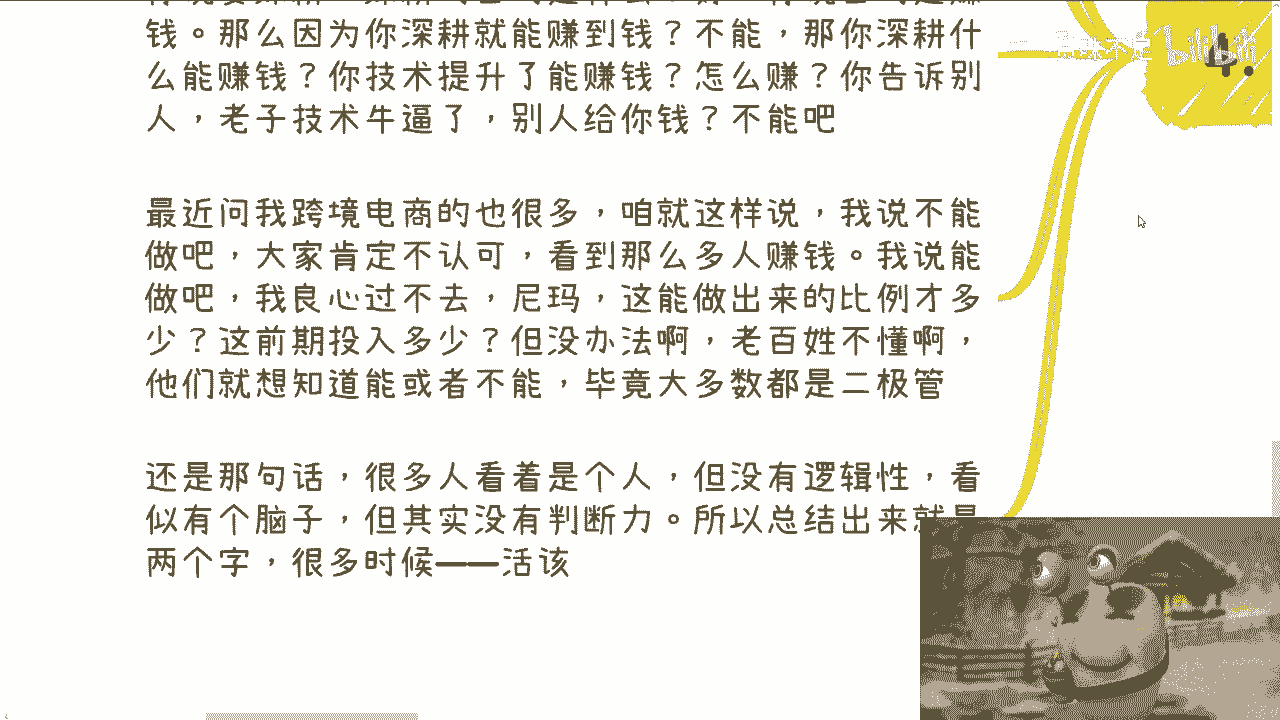 钱。那么因为你深耕就能赚到钱？不能，那你深耕什
么能赚钱？你技术提升了能赚钱？怎么赚？你告诉别
人，老子技术牛逼了，别人给你钱？不能吧
最近问我跨境电商的也很多，咱就这样说，我说不能
做吧，大家肯定不认可，看到那么多人赚钱。我说能
做吧，我良心过不去，尼玛，这能做出来的比例才多
少？这前期投入多少？但没办法啊，老百姓不懂啊，
他们就想知道能或者不能，毕竟大多数都是二极管
还是那句话，很多人看着是个人，但没有逻辑性，看
似有个脑子，但其实没有判断力。所以总结出来就是
两个字，很多时候——活该